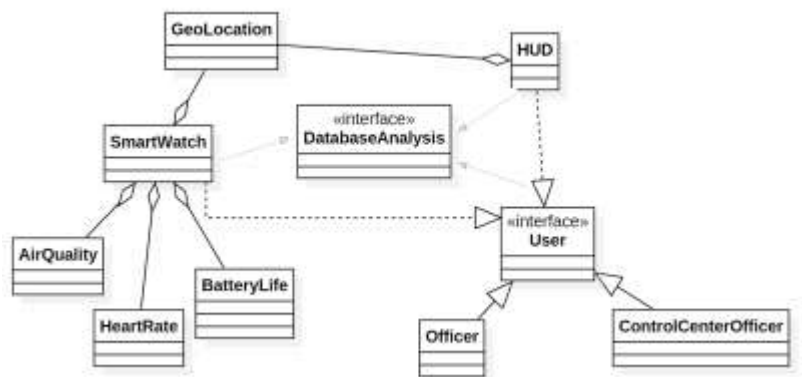 GeoLocation
HUD
«interface»
DatabaseAnalysis
SmartWatch
«interface»
User
AirQuality
BatteryLife
HeartRate
Officer
ControlCenterOfficer